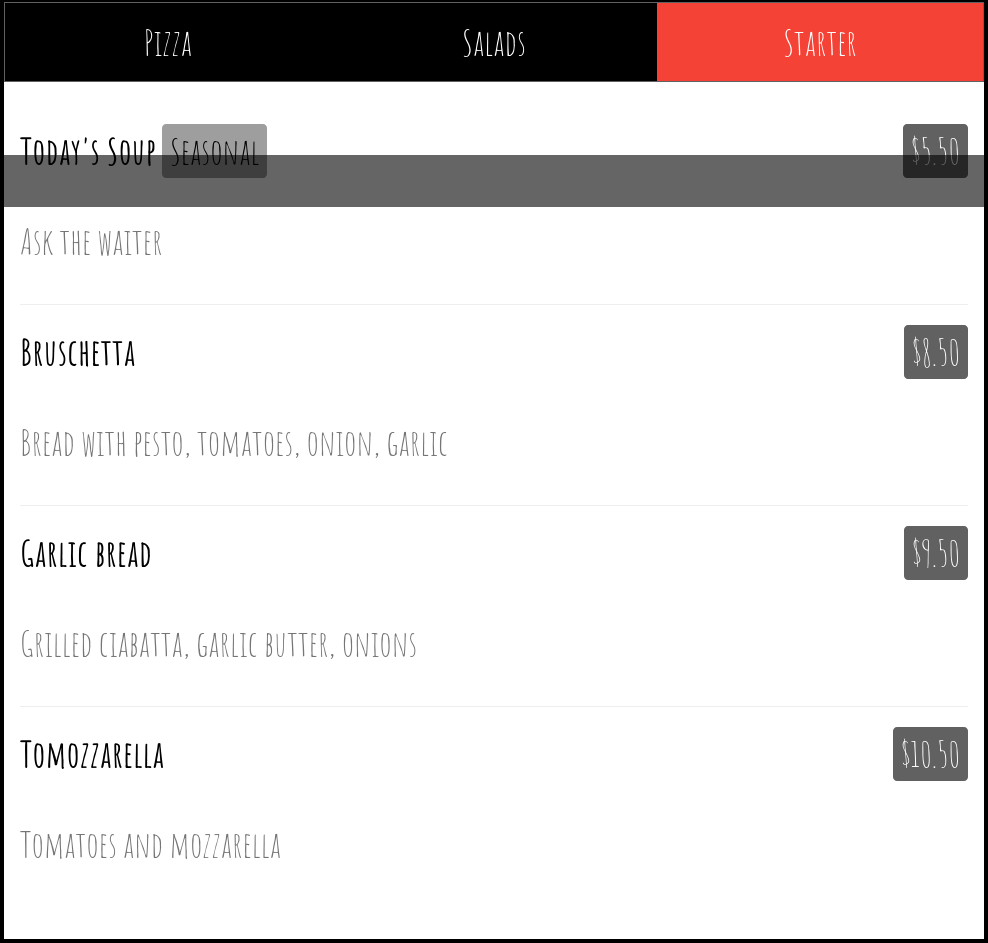 Pizza Salads Starter
Today's Soup Seasonal $5.50
Ask the waiter
Bruschetta $8.50
Bread with pesto, tomatoes, onion, garlic
Garlic bread $9.50
Grilled ciabatta, garlic butter, onions
Tomozzarella $10.50
Tomatoes and mozzarella